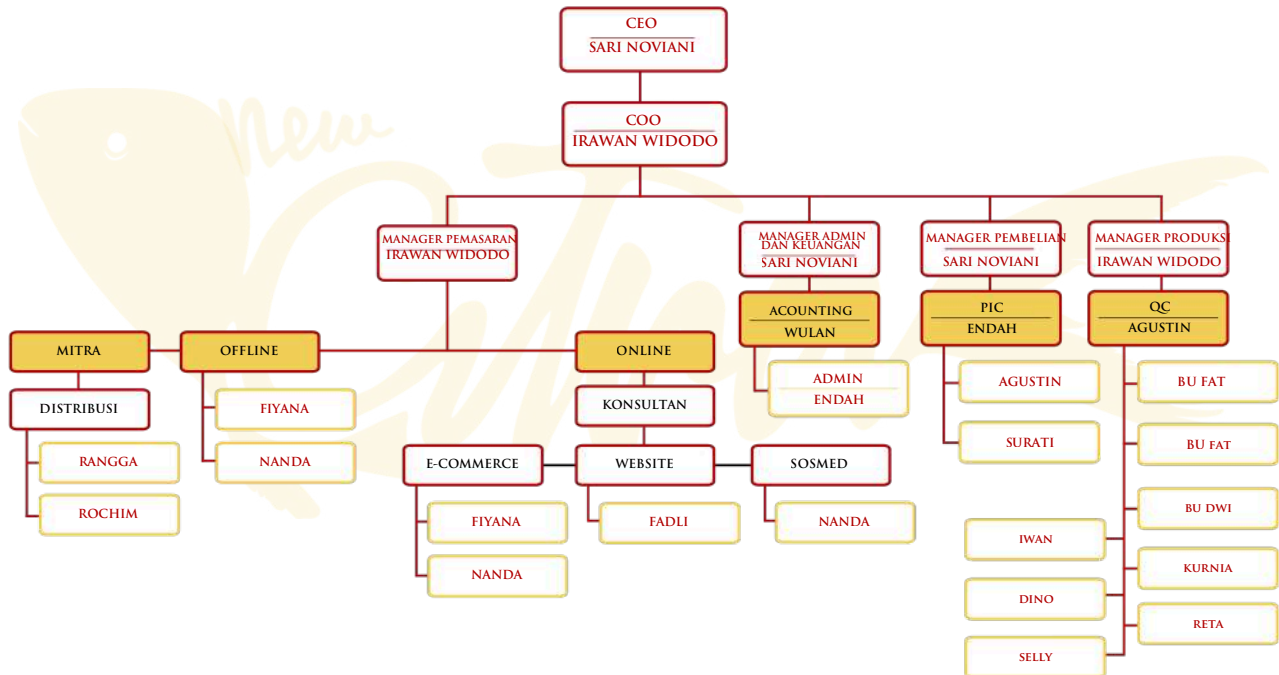 CEO
SARI NOVIANI
COO
IRAWAN WIDODO
new
MANAGER PEMASARAN
IRAWAN WIDODO
MANAGER ADMIN
DAN KEUANGAN
SARI NOVIANI
MANAGER PEMBELIAN
SARI NOVIANI
MANAGER PRODUKSI
IRAWAN WIDODO
ACOUNTING
WULAN
PIC
ENDAH
QC
AGUSTIN
MITRA
OFFLINE
ONLINE
DISTRIBUSI
FIYANA
KONSULTAN
ADMIN
ENDAH
AGUSTIN
BU FAT
RANGGA
NANDA
E-COMMERCE
WEBSITE
SOSMED
SURATI
BU FAT
ROCHIM
FIYANA
FADLI
NANDA
BU DWI
IWAN
NANDA
KURNIA
DINO
RETA
SELLY